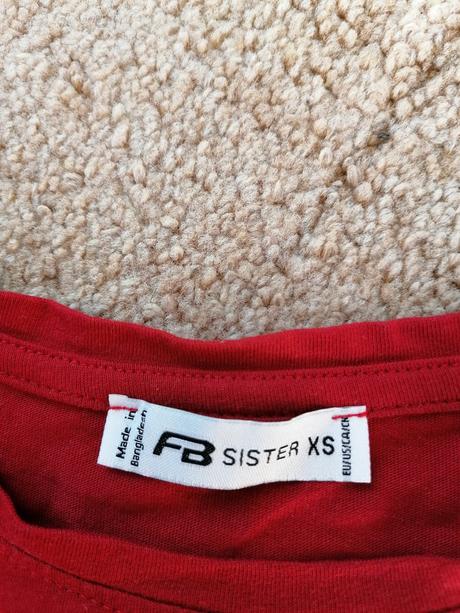 Made in
Bangladesh
FB SISTER XS
EU/US/CA/CN